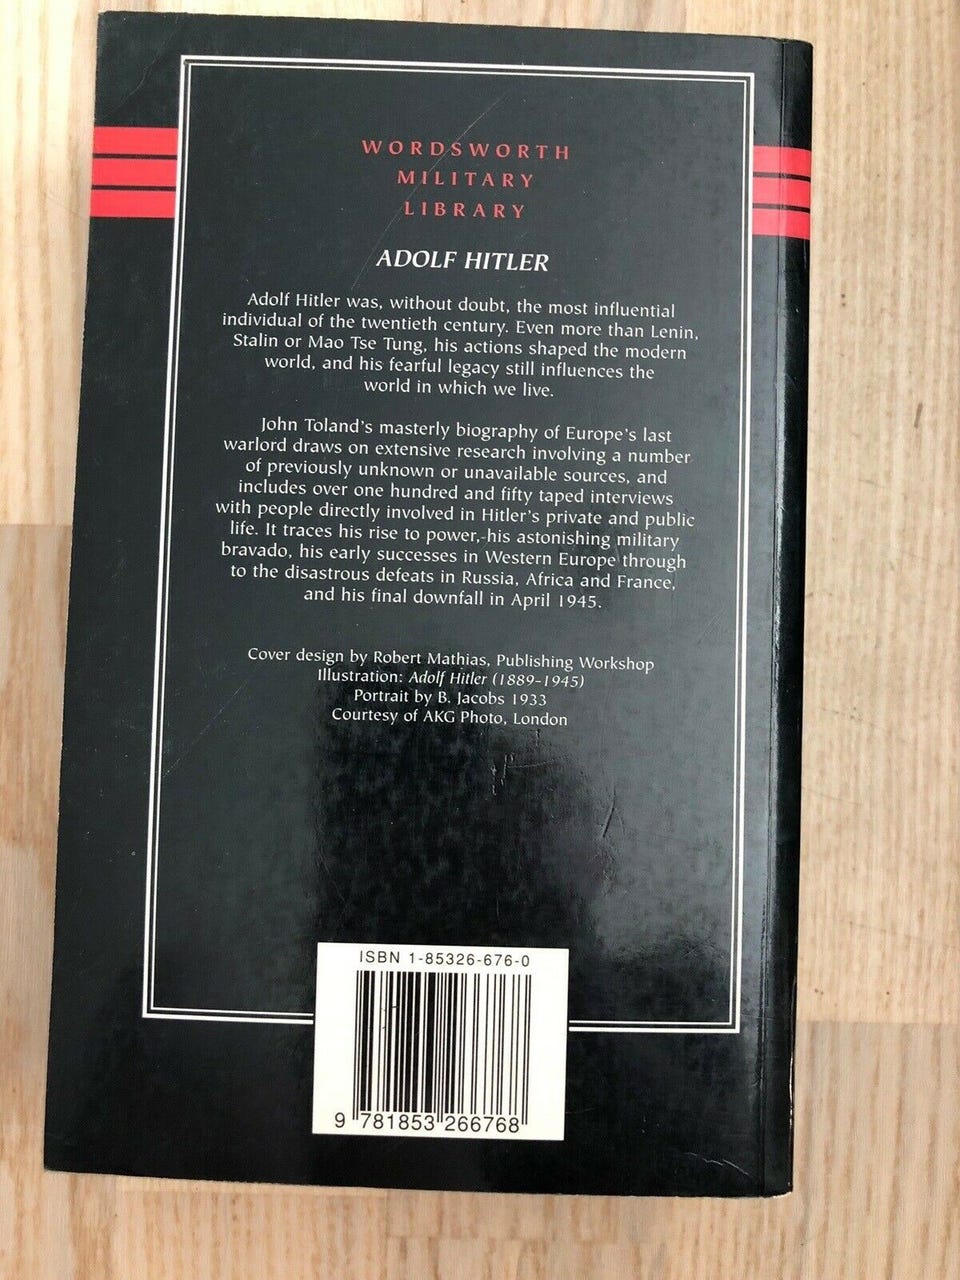 WORDSWORTH
MILITARY
LIBRARY
ADOLF HITLER
Adolf Hitler was, without doubt, the most influential
individual of the twentieth century. Even more than Lenin,
Stalin or Mao Tse Tung, his actions shaped the modern
world, and his fearful legacy still influences the
world in which we live.
John Toland's masterly biography of Europe's last
warlord draws on extensive research involving a number
of previously unknown or unavailable sources, and
includes over one hundred and fifty taped interviews
with people directly involved in Hitler's private and public
life. It traces his rise to power, his astonishing military
bravado, his early successes in Western Europe through
to the disastrous defeats in Russia, Africa and France,
and his final downfall in April 1945.
Cover design by Robert Mathias, Publishing Workshop
Illustration: Adolf Hitler (1889-1945)
Portrait by B. Jacobs 1933
Courtesy of AKG Photo, London
ISBN 1-85326-676-0
9 781853 266768